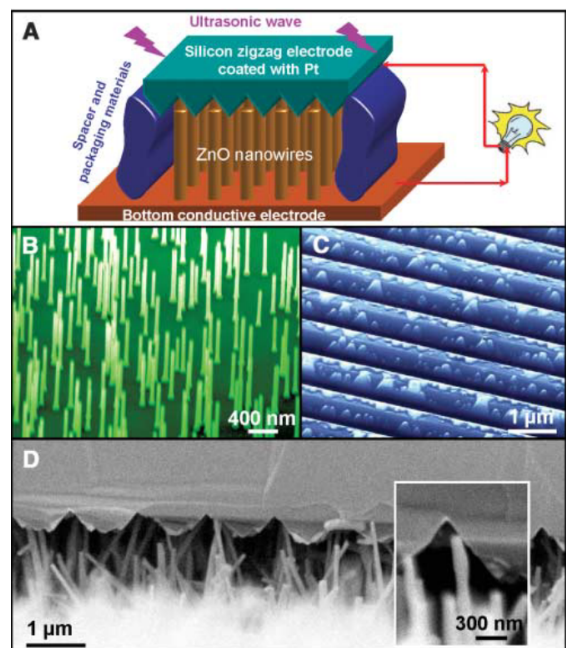 A
Ultrasonic wave
Silicon zigzag electrode
coated with Pt
Spacer and
packaging materials
ZnO nanowires
Bottom conductive electrode
B
400 nm
C
1 µm
D
1 µm
300 nm